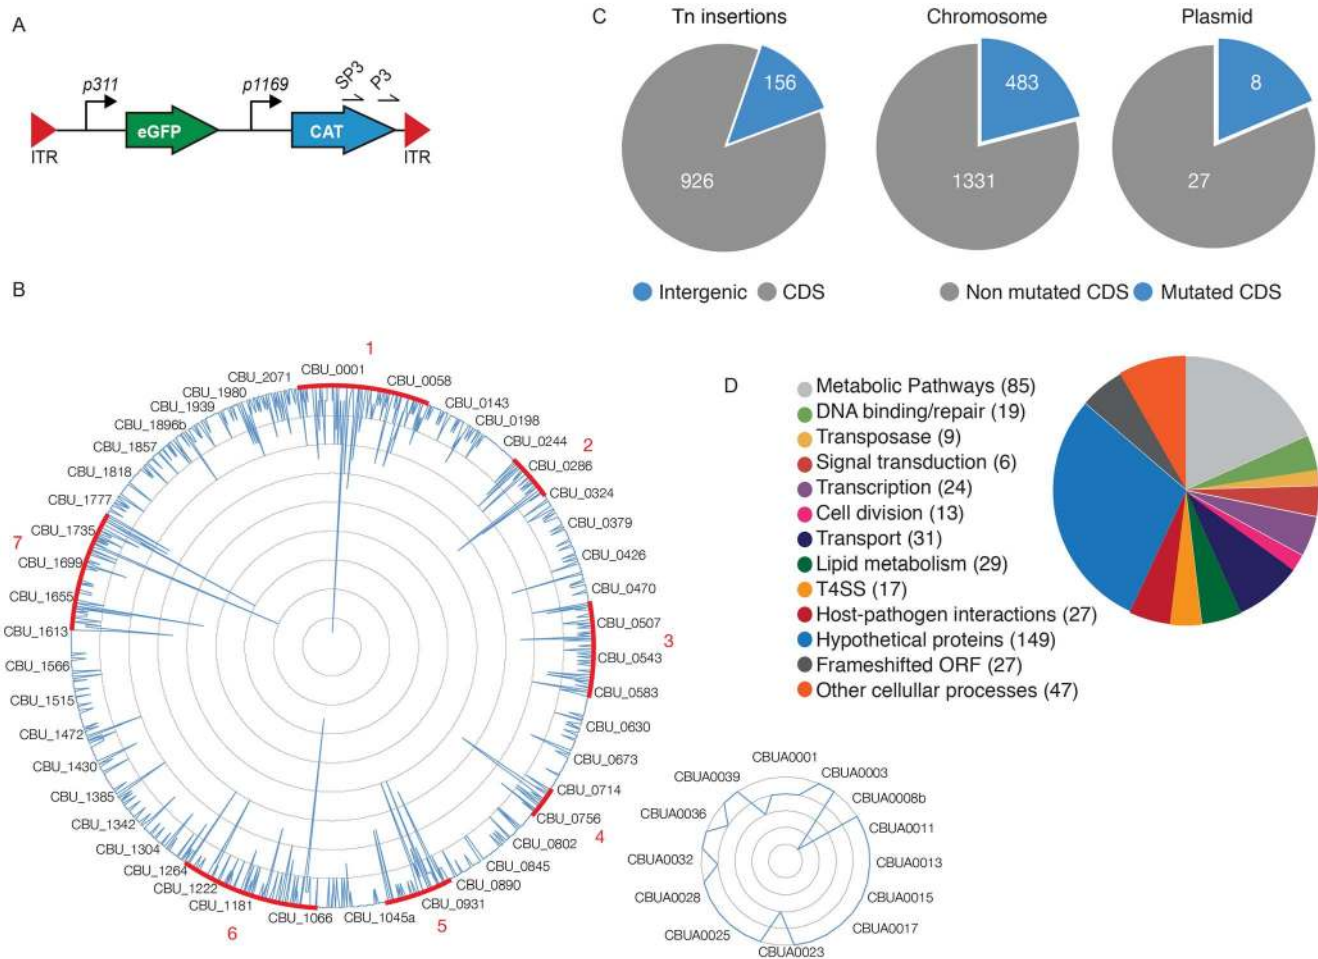 A
p311
p1169
SP3
P3
eGFP
CAT
ITR
ITR
C
Tn insertions
Chromosome
Plasmid
156
926
483
1331
8
27
Intergenic
CDS
Non mutated CDS
Mutated CDS
B
1
2
3
4
5
6
7
CBU_0001
CBU_0058
CBU_0143
CBU_0198
CBU_0244
CBU_0286
CBU_0324
CBU_0379
CBU_0426
CBU_0470
CBU_0507
CBU_0543
CBU_0583
CBU_0630
CBU_0673
CBU_0714
CBU_0756
CBU_0802
CBU_0845
CBU_0890
CBU_0931
CBU_1045a
CBU_1066
CBU_1181
CBU_1222
CBU_1264
CBU_1304
CBU_1342
CBU_1385
CBU_1430
CBU_1472
CBU_1515
CBU_1566
CBU_1613
CBU_1655
CBU_1699
CBU_1735
CBU_1777
CBU_1818
CBU_1857
CBU_1896b
CBU_1939
CBU_1980
CBU_2071
D
Metabolic Pathways (85)
DNA binding/repair (19)
Transposase (9)
Signal transduction (6)
Transcription (24)
Cell division (13)
Transport (31)
Lipid metabolism (29)
T4SS (17)
Host-pathogen interactions (27)
Hypothetical proteins (149)
Frameshifted ORF (27)
Other cellullar processes (47)
CBUA0001
CBUA0003
CBUA0008b
CBUA0011
CBUA0013
CBUA0015
CBUA0017
CBUA0023
CBUA0025
CBUA0028
CBUA0032
CBUA0036
CBUA0039